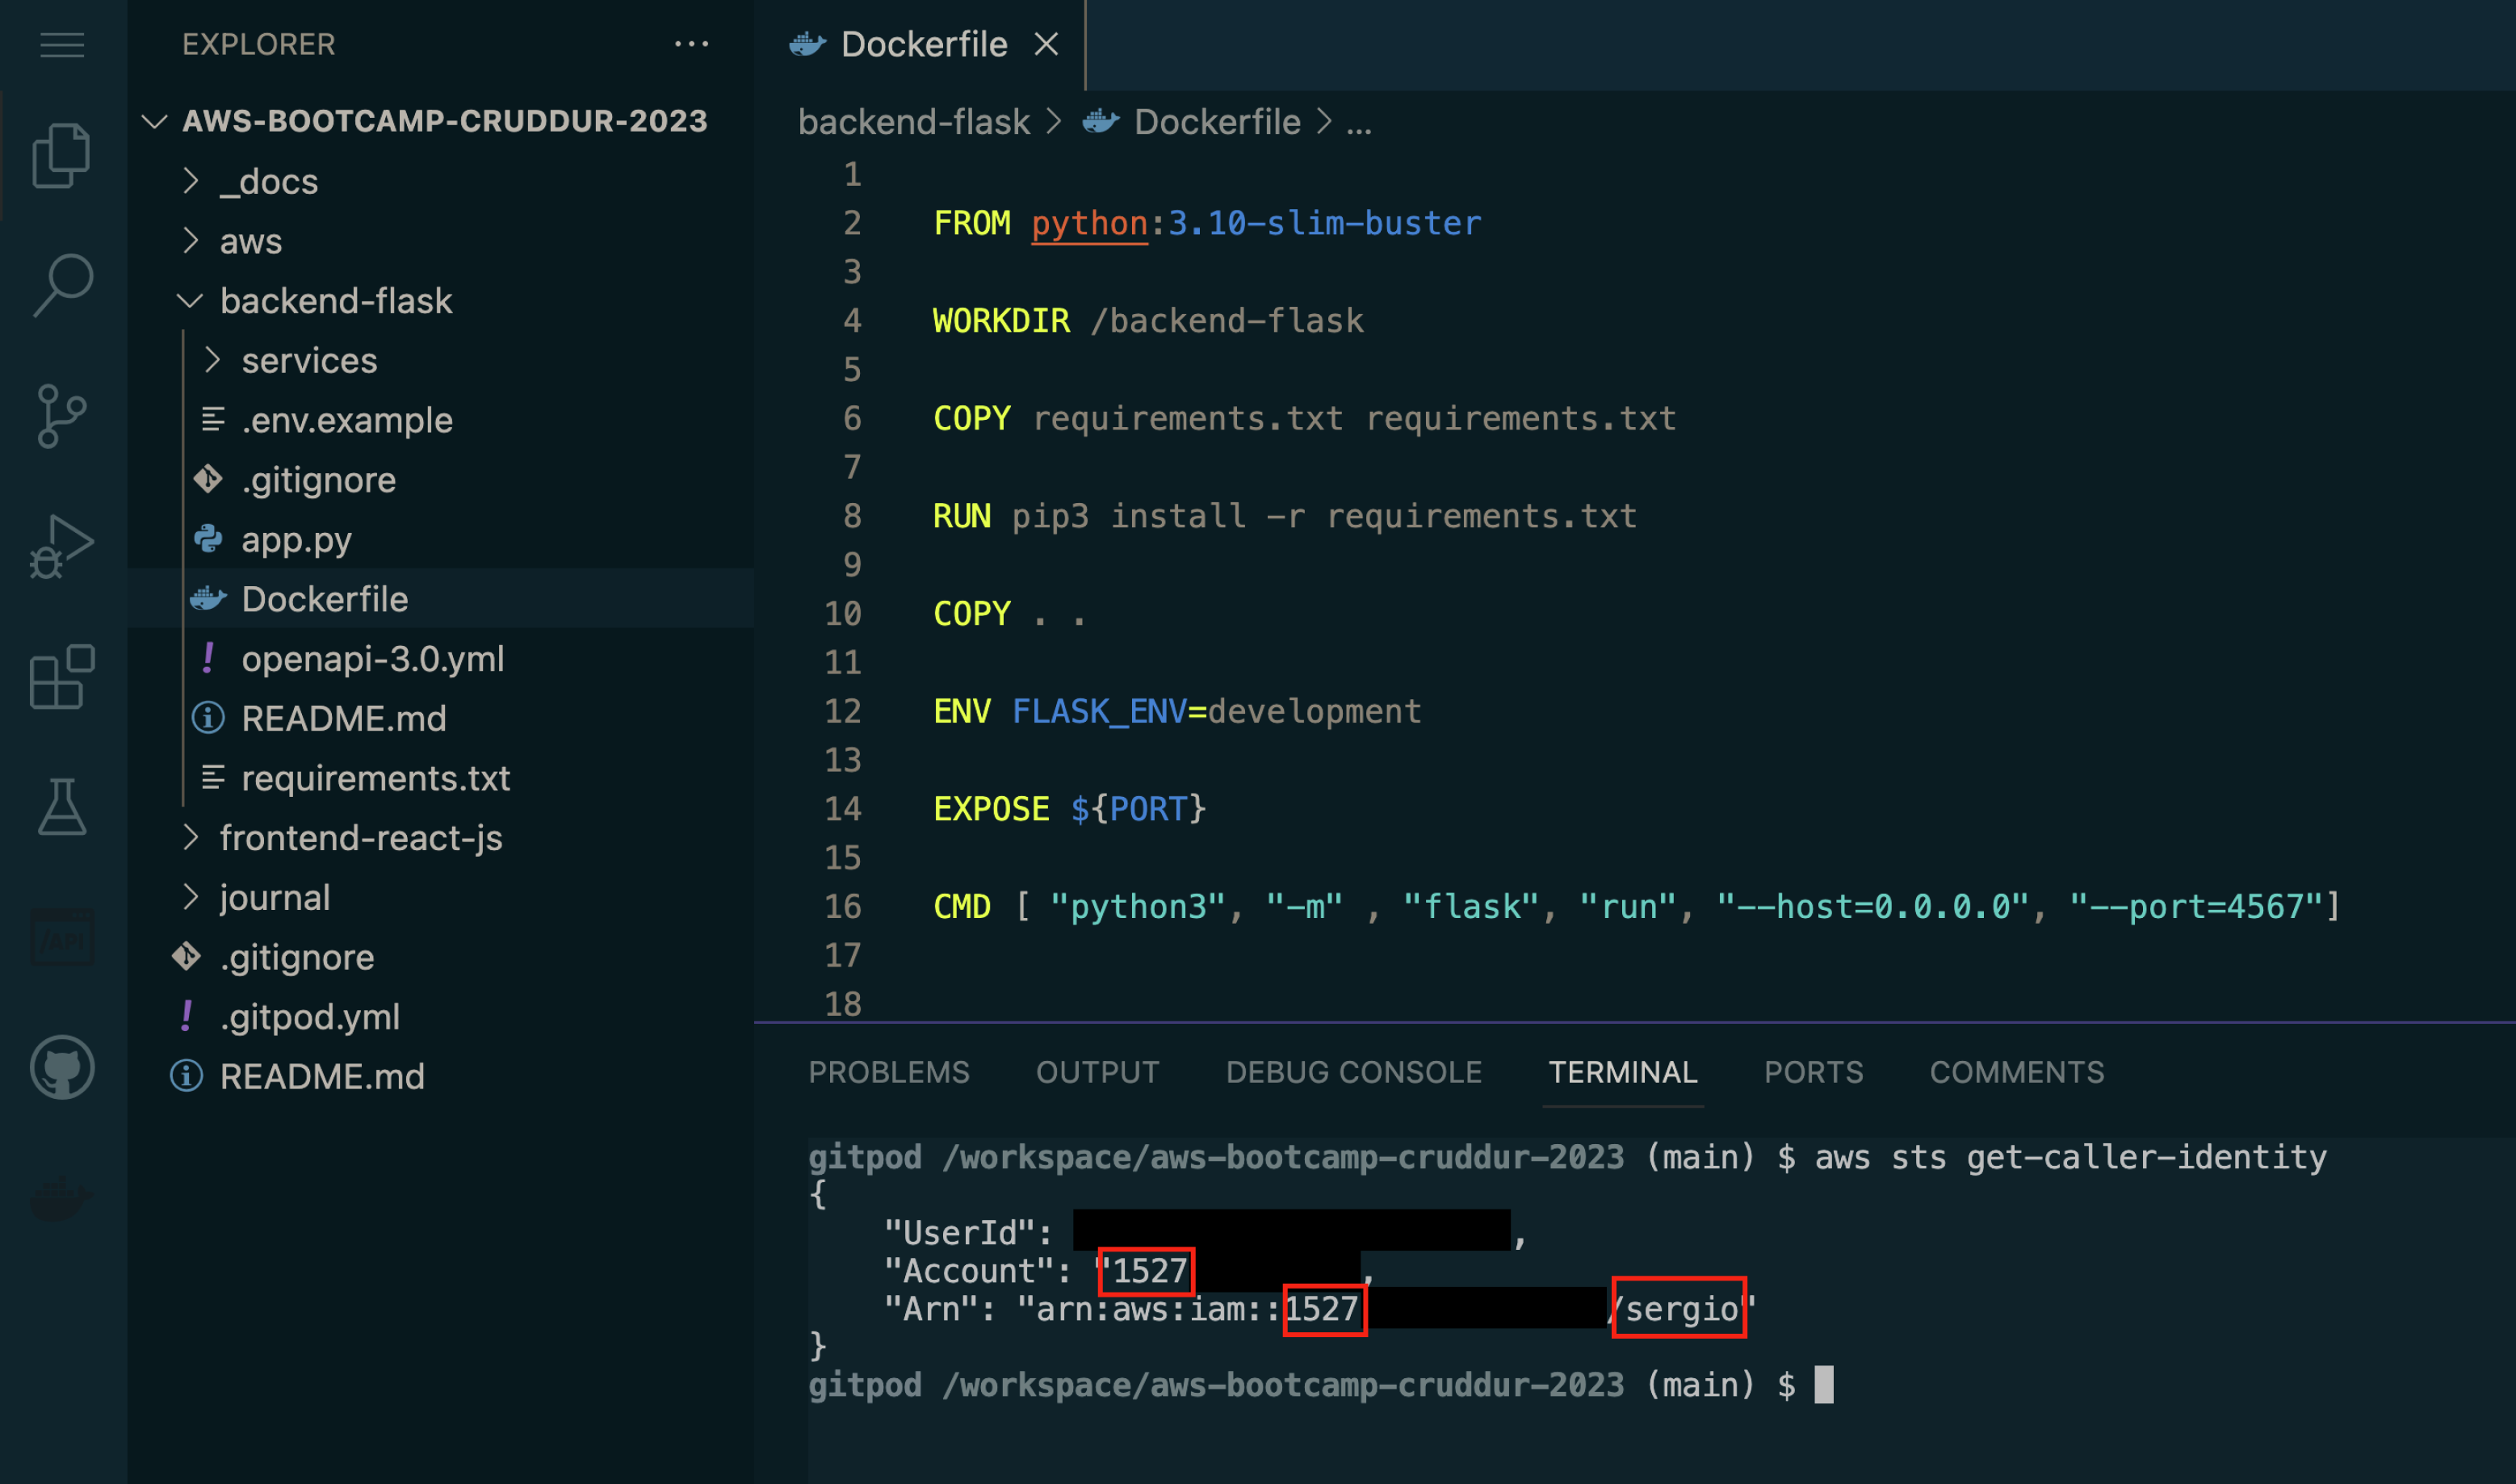 EXPLORER
AWS-BOOTCAMP-CRUDDUR-2023
_docs
aws
backend-flask
services
.env.example
.gitignore
app.py
Dockerfile
openapi-3.0.yml
README.md
requirements.txt
frontend-react-js
journal
.gitignore
.gitpod.yml
README.md
/API
Dockerfile
backend-flask > Dockerfile > ...
1
2 FROM python:3.10-slim-buster
3
4 WORKDIR /backend-flask
5
6 COPY requirements.txt requirements.txt
7
8 RUN pip3 install -r requirements.txt
9
10 COPY . .
11
12 ENV FLASK_ENV=development
13
14 EXPOSE ${PORT}
15
16 CMD [ "python3", "-m" , "flask", "run", "--host=0.0.0.0", "--port=4567"]
17
18
PROBLEMS OUTPUT DEBUG CONSOLE TERMINAL PORTS COMMENTS
gitpod /workspace/aws-bootcamp-cruddur-2023 (main) $ aws sts get-caller-identity
{
"UserId": ,
"Account": "1527 ,
"Arn": "arn:aws:iam::1527 /sergio"
}
gitpod /workspace/aws-bootcamp-cruddur-2023 (main) $